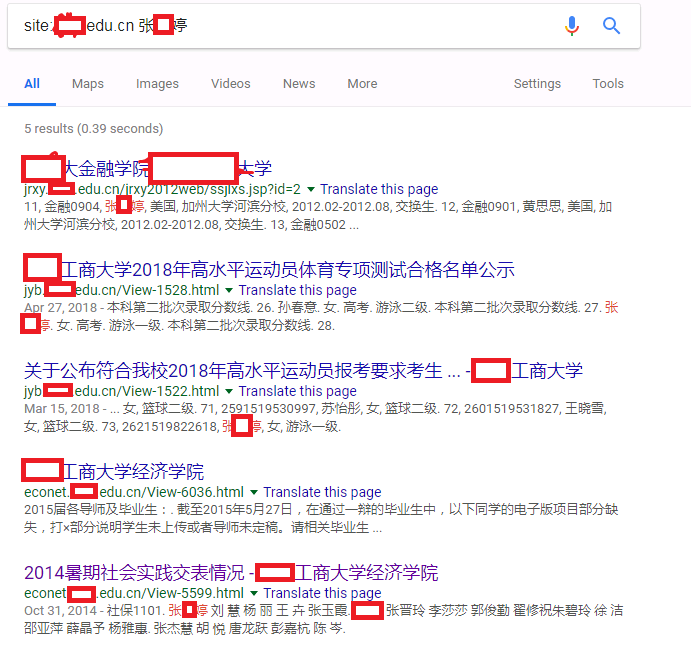 site: edu.cn 张 婷
All Maps Images Videos News More Settings Tools
5 results (0.39 seconds)
大金融学院 大学
jrxy. .edu.cn/jrxy2012web/ssjlxs.jsp?id=2 ▼ Translate this page
11, 金融0904, 张 婷, 美国, 加州大学河滨分校, 2012.02-2012.08, 交换生. 12, 金融0901, 黄思思, 美国, 加
州大学河滨分校, 2012.02-2012.08, 交换生. 13, 金融0502 ...
工商大学2018年高水平运动员体育专项测试合格名单公示
jyb. edu.cn/View-1528.html ▼ Translate this page
Apr 27, 2018 - 本科第二批次录取分数线. 26. 孙春意. 女. 高考. 游泳二级. 本科第二批次录取分数线. 27. 张
婷. 女. 高考. 游泳一级. 本科第二批次录取分数线. 28.
关于公布符合我校2018年高水平运动员报考要求考生 ... - 工商大学
jyb. edu.cn/View-1522.html ▼ Translate this page
Mar 15, 2018 - ... 女, 篮球二级. 71, 2591519530997, 苏怡彤, 女, 篮球二级. 72, 2601519531827, 王晓雪,
女, 篮球二级. 73, 2621519822618, 张 婷, 女, 游泳一级.
工商大学经济学院
econet. edu.cn/View-6036.html ▼ Translate this page
2015届各导师及毕业生：. 截至2015年5月27日，在通过一辩的毕业生中，以下同学的电子版项目部分缺
失，打×部分说明学生未上传或者导师未定稿。请相关毕业生 ...
2014暑期社会实践交表情况 - 工商大学经济学院
econet .edu.cn/View-5599.html ▼ Translate this page
Oct 31, 2014 - 社保1101. 张 婷 刘 慧 杨 丽 王 卉 张玉霞. 张晋玲 李莎莎 郭俊勤 翟修祝朱碧玲 徐 洁
邵亚萍 薛晶予 杨雅惠. 张杰慧 胡 悦 唐龙跃 彭嘉杭 陈 岑.